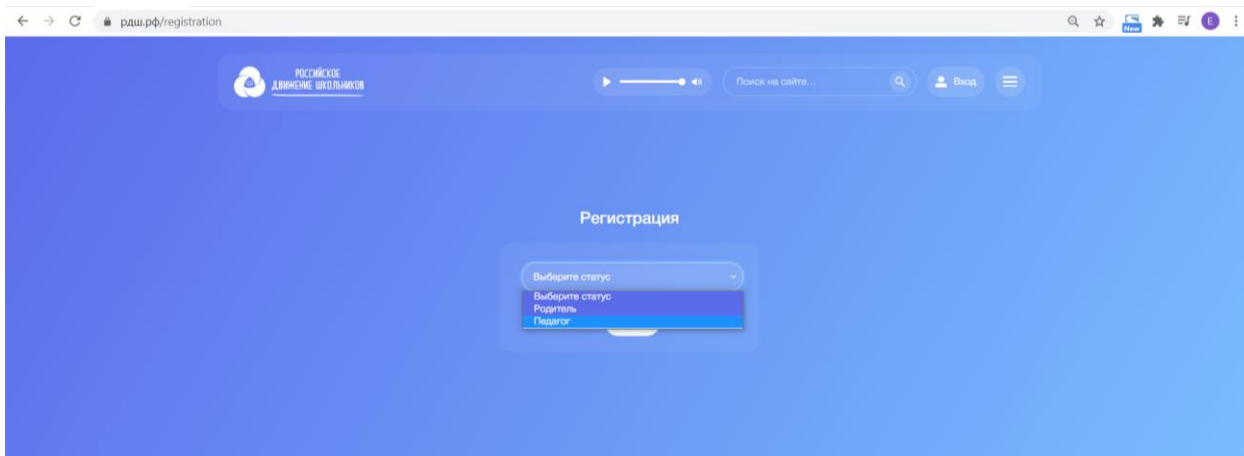 рдш.рф/registration
New
E
РОССИЙСКОЕ
ДВИЖЕНИЕ ШКОЛЬНИКОВ
Поиск на сайте...
Вход
Регистрация
Выберите статус
Выберите статус
Родитель
Педагог